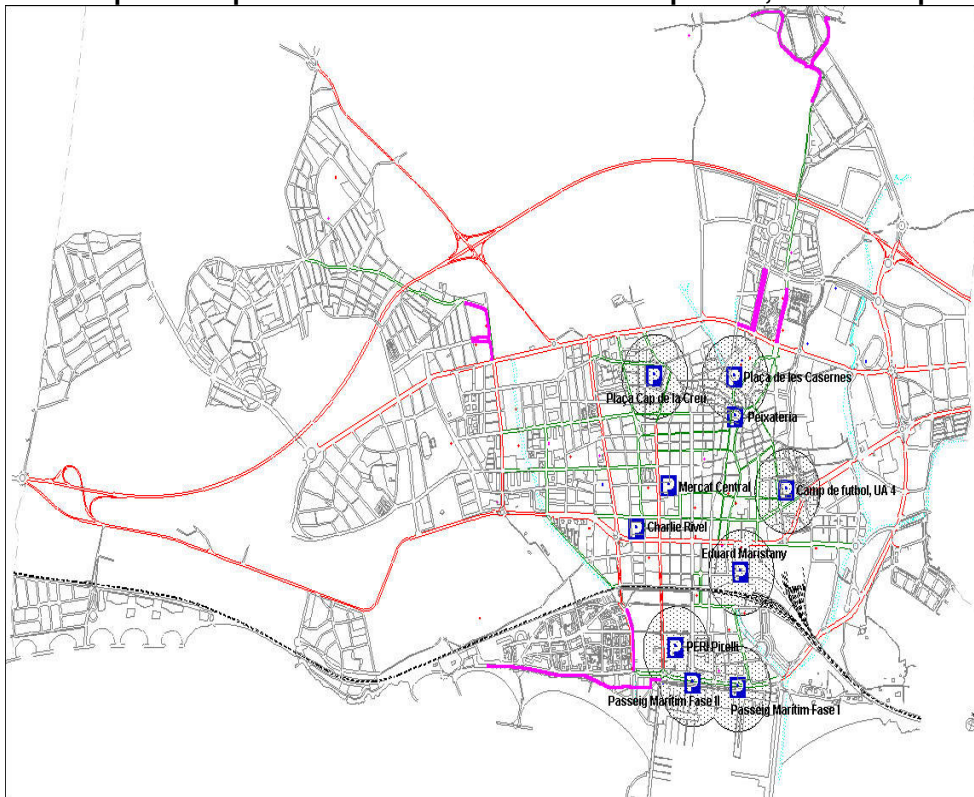 P
Plaça de les Casernes
P
Plaça Cap de la Creu
P
Peixateria
P
Mercat Central
P
Camp de futbol, UA 4
P
Charlie Rivel
Eduard Maristany
P
P
PERI Pirelli
P
Passeig Marítim Fase II
P
Passeig Marítim Fase I